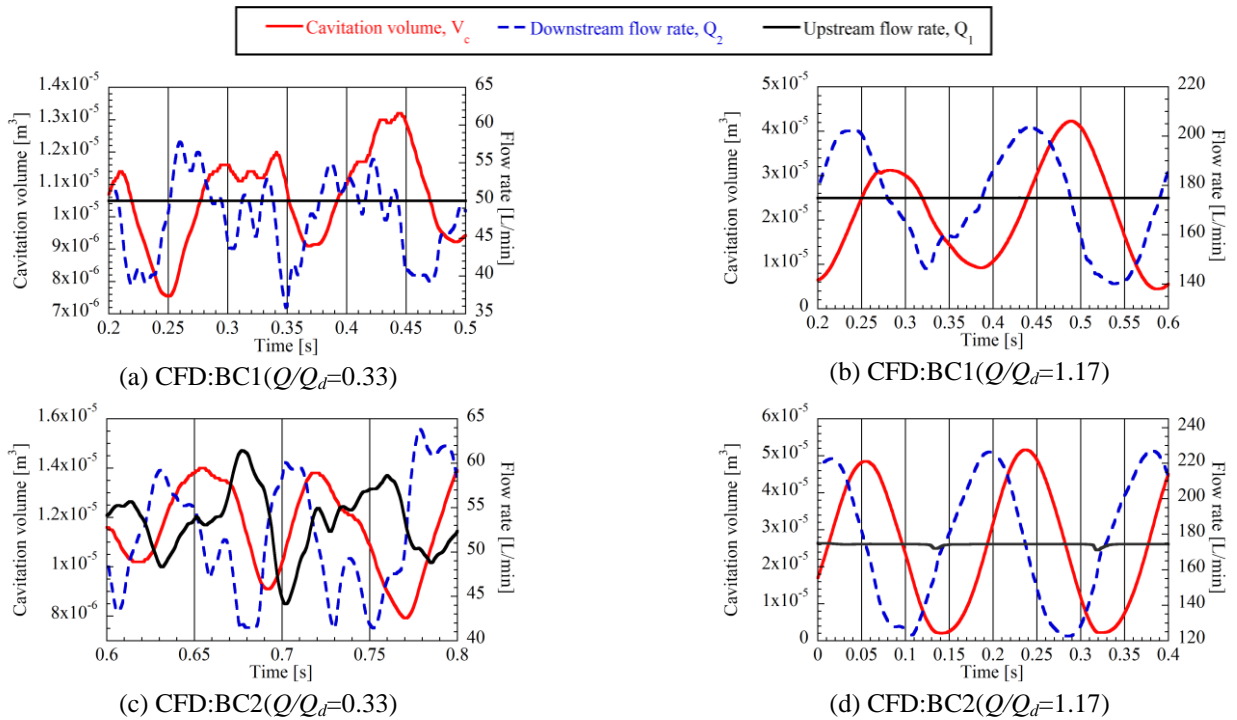 Cavitation volume, V_c Downstream flow rate, Q_2 Upstream flow rate, Q_1
1.4x10⁻⁵
1.3x10⁻⁵
1.2x10⁻⁵
1.1x10⁻⁵
1x10⁻⁵
9x10⁻⁶
8x10⁻⁶
7x10⁻⁶
Cavitation volume [m³]
65
60
55
50
45
40
35
Flow rate [L/min]
0.2 0.25 0.3 0.35 0.4 0.45 0.5
Time [s]
(a) CFD:BC1(Q/Q_d=0.33)
5x10⁻⁵
4x10⁻⁵
3x10⁻⁵
2x10⁻⁵
1x10⁻⁵
0
Cavitation volume [m³]
220
200
180
160
140
Flow rate [L/min]
0.2 0.25 0.3 0.35 0.4 0.45 0.5 0.55 0.6
Time [s]
(b) CFD:BC1(Q/Q_d=1.17)
1.6x10⁻⁵
1.4x10⁻⁵
1.2x10⁻⁵
1x10⁻⁵
8x10⁻⁶
Cavitation volume [m³]
65
60
55
50
45
40
Flow rate [L/min]
0.6 0.65 0.7 0.75 0.8
Time [s]
(c) CFD:BC2(Q/Q_d=0.33)
6x10⁻⁵
5x10⁻⁵
4x10⁻⁵
3x10⁻⁵
2x10⁻⁵
1x10⁻⁵
0
Cavitation volume [m³]
240
220
200
180
160
140
120
Flow rate [L/min]
0 0.05 0.1 0.15 0.2 0.25 0.3 0.35 0.4
Time [s]
(d) CFD:BC2(Q/Q_d=1.17)